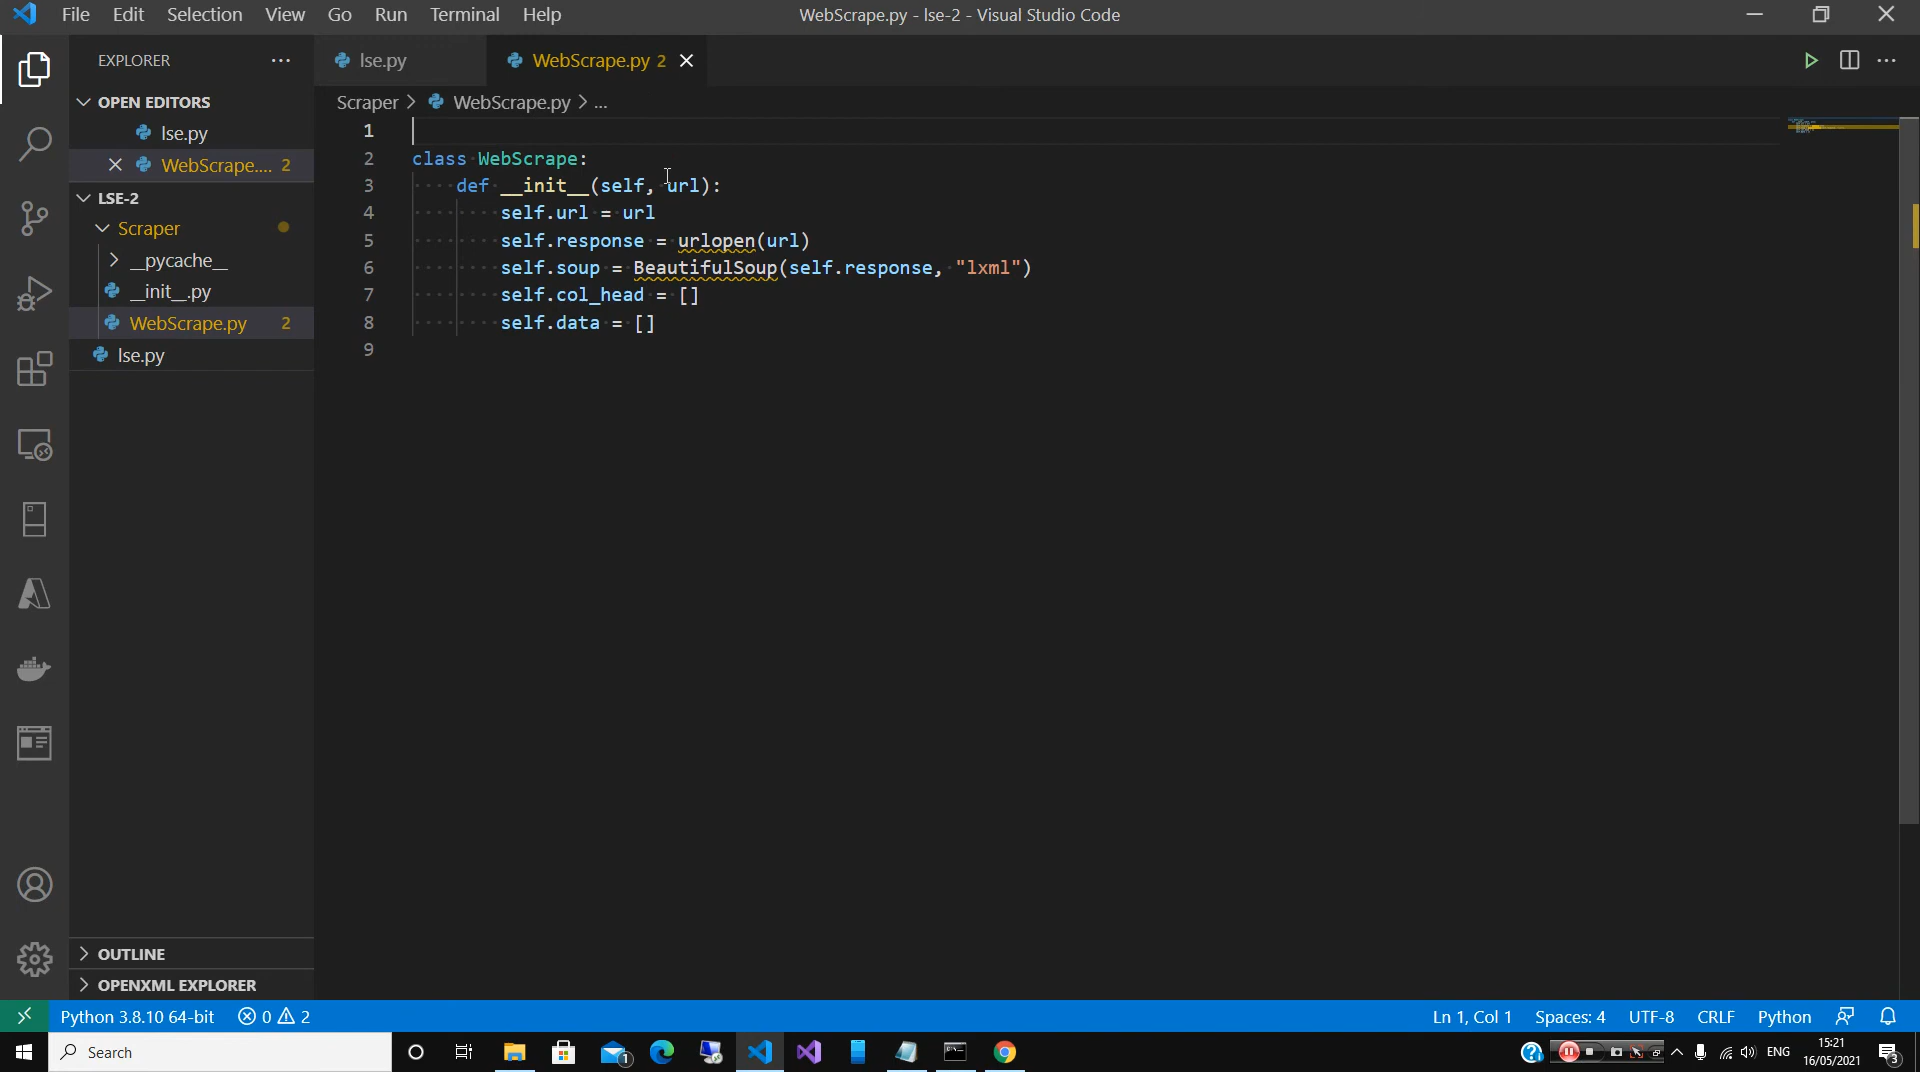 File Edit Selection View Go Run Terminal Help
WebScrape.py - lse-2 - Visual Studio Code
EXPLORER
OPEN EDITORS
lse.py
WebScrape.... 2
LSE-2
Scraper
__pycache__
__init__.py
WebScrape.py 2
lse.py
OUTLINE
OPENXML EXPLORER
lse.py
WebScrape.py 2
Scraper > WebScrape.py > ...
1
2 class WebScrape:
3 def __init__(self, url):
4 self.url = url
5 self.response = urlopen(url)
6 self.soup = BeautifulSoup(self.response, "lxml")
7 self.col_head = []
8 self.data = []
9
Python 3.8.10 64-bit 0 2
Ln 1, Col 1 Spaces: 4 UTF-8 CRLF Python
Search
1
ENG
15:21
16/05/2021
3